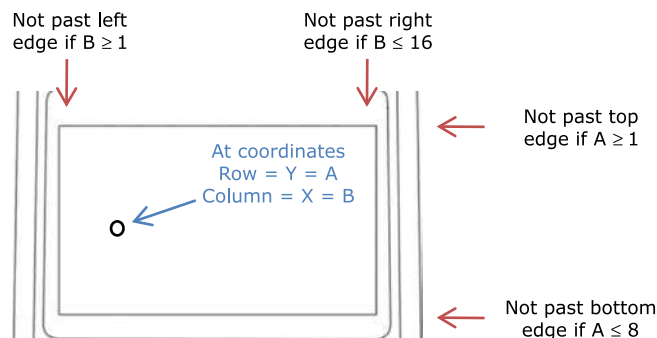 Not past left
edge if B ≥ 1
Not past right
edge if B ≤ 16
Not past top
edge if A ≥ 1
At coordinates
Row = Y = A
Column = X = B
Not past bottom
edge if A ≤ 8